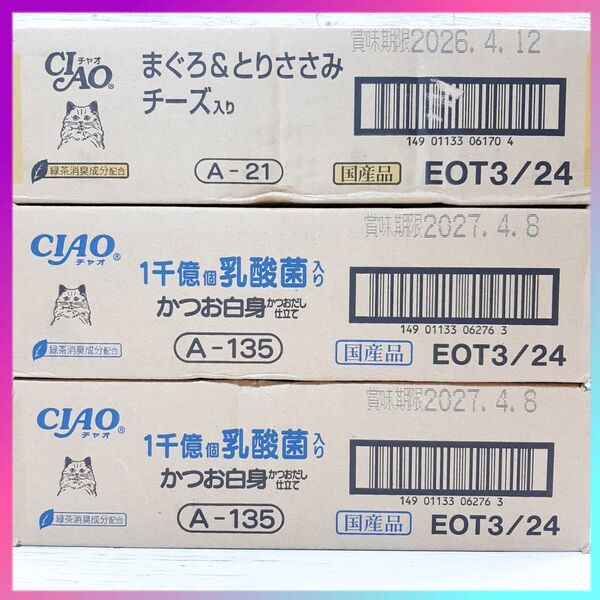 CIAO
チャオ
まぐろ&とりささみ
チーズ入り
賞味期限2026.4.12
149 01133 06170 4
緑茶消臭成分配合
A-21
国産品
EOT3/24
CIAO
チャオ
1千億個乳酸菌入り
かつお白身かつおだし仕立て
賞味期限2027.4.8
149 01133 06276 3
緑茶消臭成分配合
A-135
国産品
EOT3/24
CIAO
チャオ
1千億個乳酸菌入り
かつお白身かつおだし仕立て
賞味期限2027.4.8
149 01133 06276 3
緑茶消臭成分配合
A-135
国産品
EOT3/24